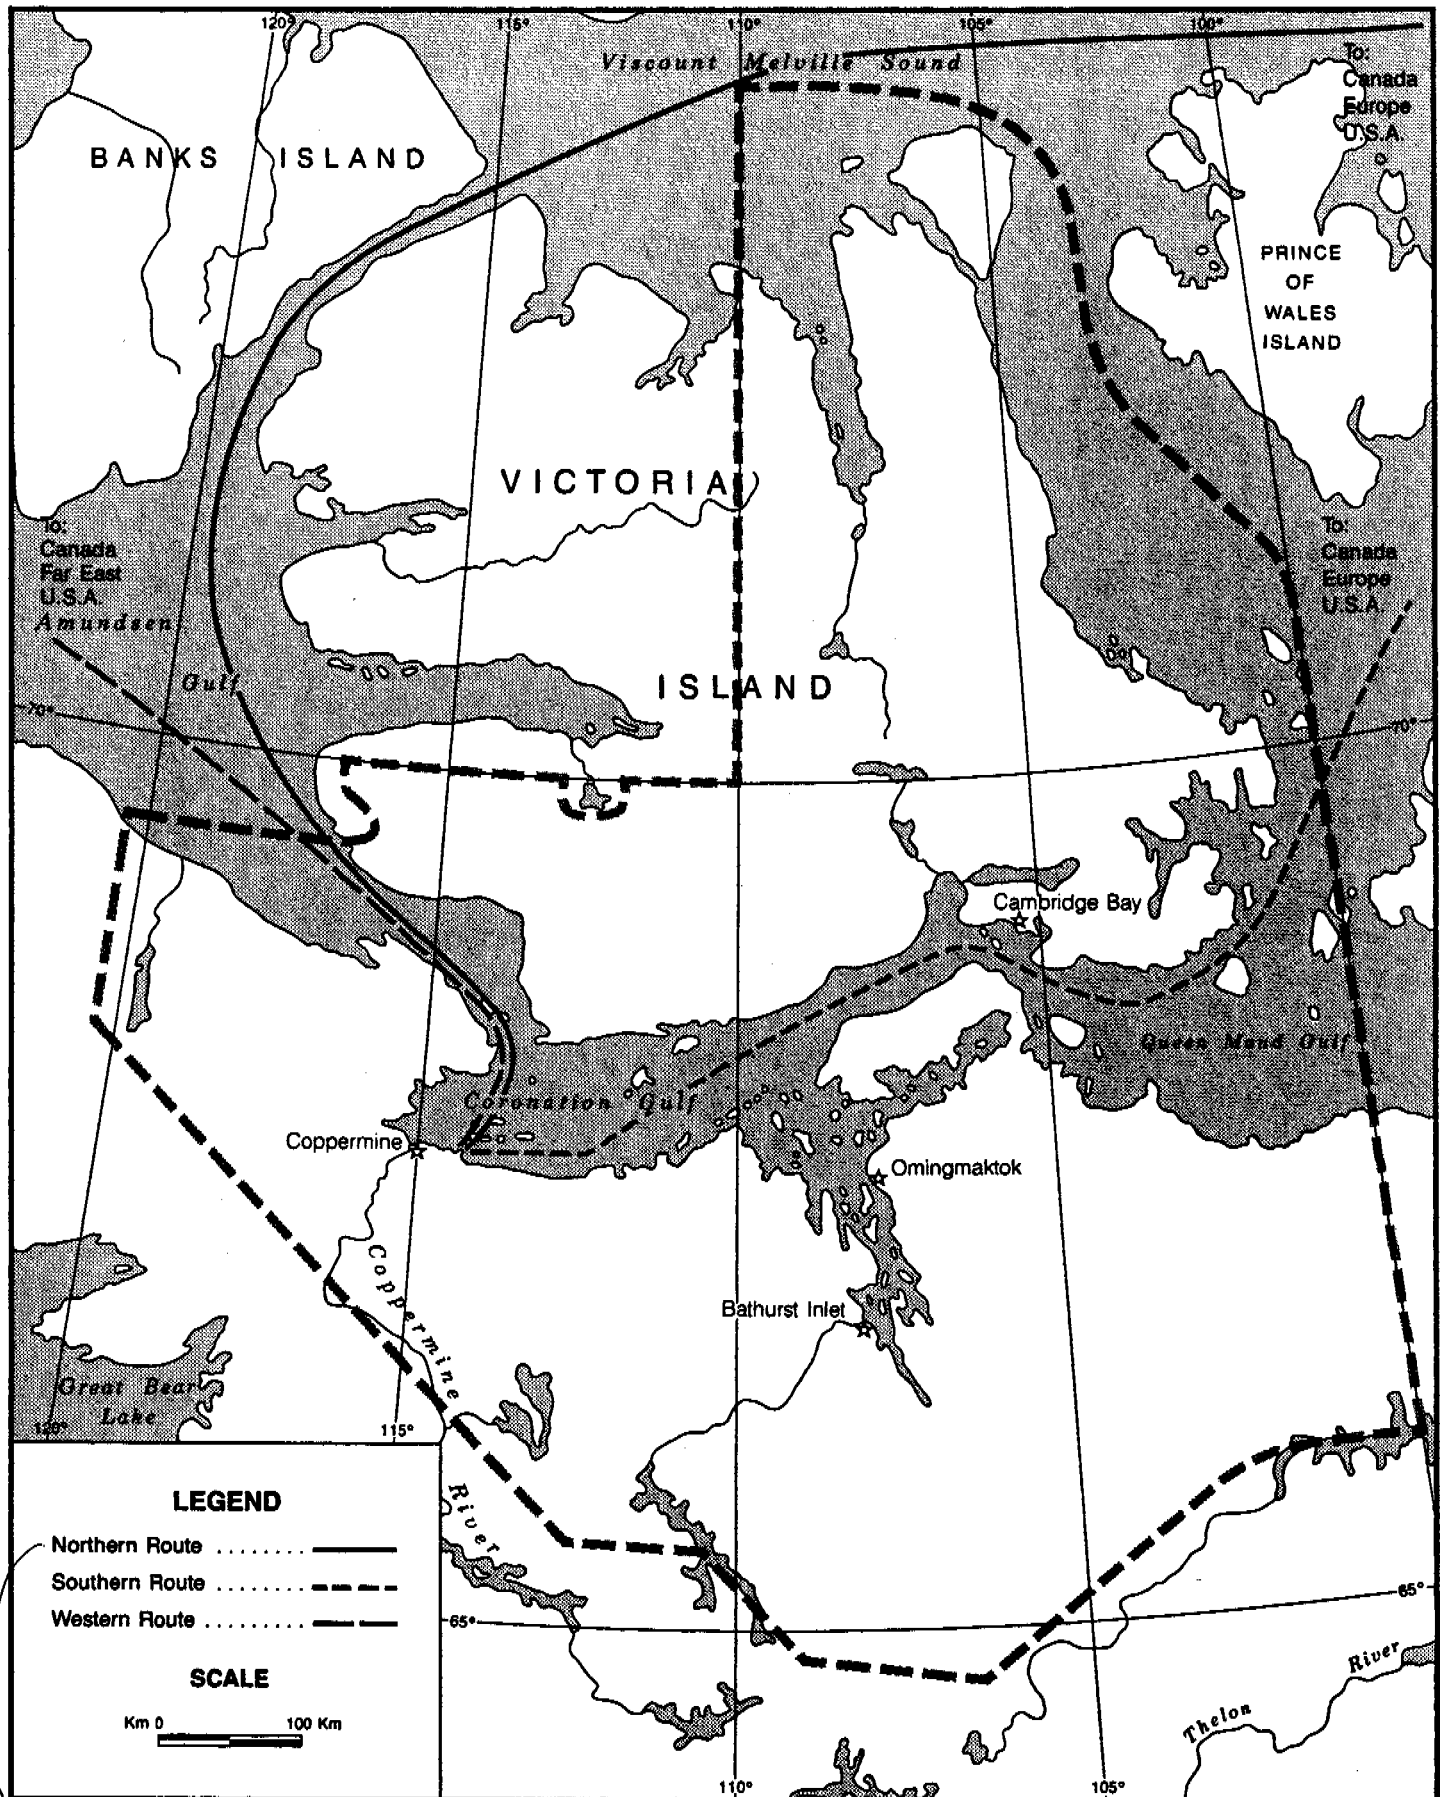 120°
115°
110°
105°
100°
Viscount Melville Sound
To:
Canada
Europe
U.S.A.
BANKS ISLAND
PRINCE
OF
WALES
ISLAND
VICTORIA
To:
Canada
Far East
U.S.A.
To:
Canada
Europe
U.S.A.
Amundsen
Gulf
ISLAND
70°
70°
Cambridge Bay
Queen Maud Gulf
Coronation Gulf
Coppermine
Omingmaktok
Coppermine
Bathurst Inlet
Great Bear
Lake
120°
115°
River
LEGEND
Northern Route ........
Southern Route ........
Western Route ........
65°
65°
SCALE
Km 0 100 Km
River
Thelon
110°
105°